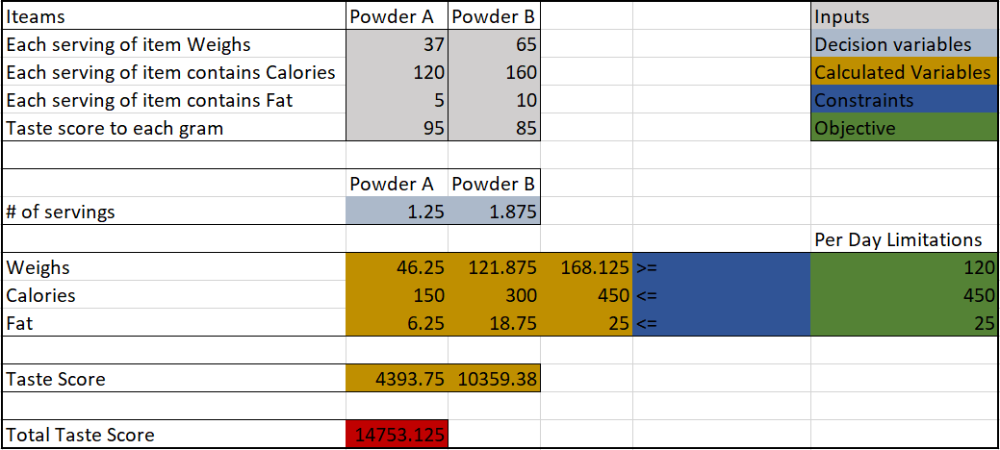 Iteams Powder A Powder B Inputs
Each serving of item Weighs 37 65 Decision variables
Each serving of item contains Calories 120 160 Calculated Variables
Each serving of item contains Fat 5 10 Constraints
Taste score to each gram 95 85 Objective
Powder A Powder B
# of servings 1.25 1.875
Per Day Limitations
Weighs 46.25 121.875 168.125 >= 120
Calories 150 300 450 <= 450
Fat 6.25 18.75 25 <= 25
Taste Score 4393.75 10359.38
Total Taste Score 14753.125